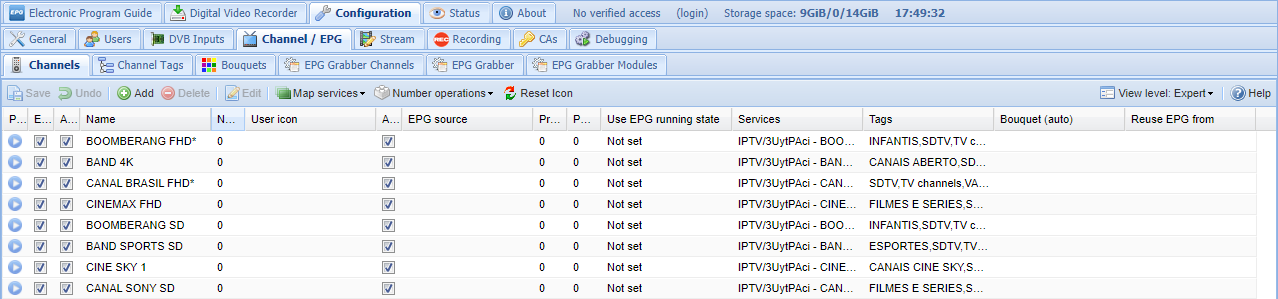 EPG Electronic Program Guide Digital Video Recorder Configuration Status About No verified access (login) Storage space: 9GiB/0/14GiB 17:49:32
General Users DVB Inputs Channel / EPG Stream REC Recording CAs Debugging
Channels Channel Tags Bouquets EPG Grabber Channels EPG Grabber EPG Grabber Modules
Save Undo Add Delete Edit Map services Number operations Reset Icon View level: Expert Help
P... E... A... Name N... User icon A... EPG source Pr... P... Use EPG running state Services Tags Bouquet (auto) Reuse EPG from
BOOMBERANG FHD* 0 0 0 Not set IPTV/3UytPAci - BOO... INFANTIS,SDTV,TV c...
BAND 4K 0 0 0 Not set IPTV/3UytPAci - BAN... CANAIS ABERTO,SD...
CANAL BRASIL FHD* 0 0 0 Not set IPTV/3UytPAci - CAN... SDTV,TV channels,VA...
CINEMAX FHD 0 0 0 Not set IPTV/3UytPAci - CINE... FILMES E SERIES,S...
BOOMBERANG SD 0 0 0 Not set IPTV/3UytPAci - BOO... INFANTIS,SDTV,TV c...
BAND SPORTS SD 0 0 0 Not set IPTV/3UytPAci - BAN... ESPORTES,SDTV,TV...
CINE SKY 1 0 0 0 Not set IPTV/3UytPAci - CINE... CANAIS CINE SKY,S...
CANAL SONY SD 0 0 0 Not set IPTV/3UytPAci - CAN... FILMES E SERIES,S...